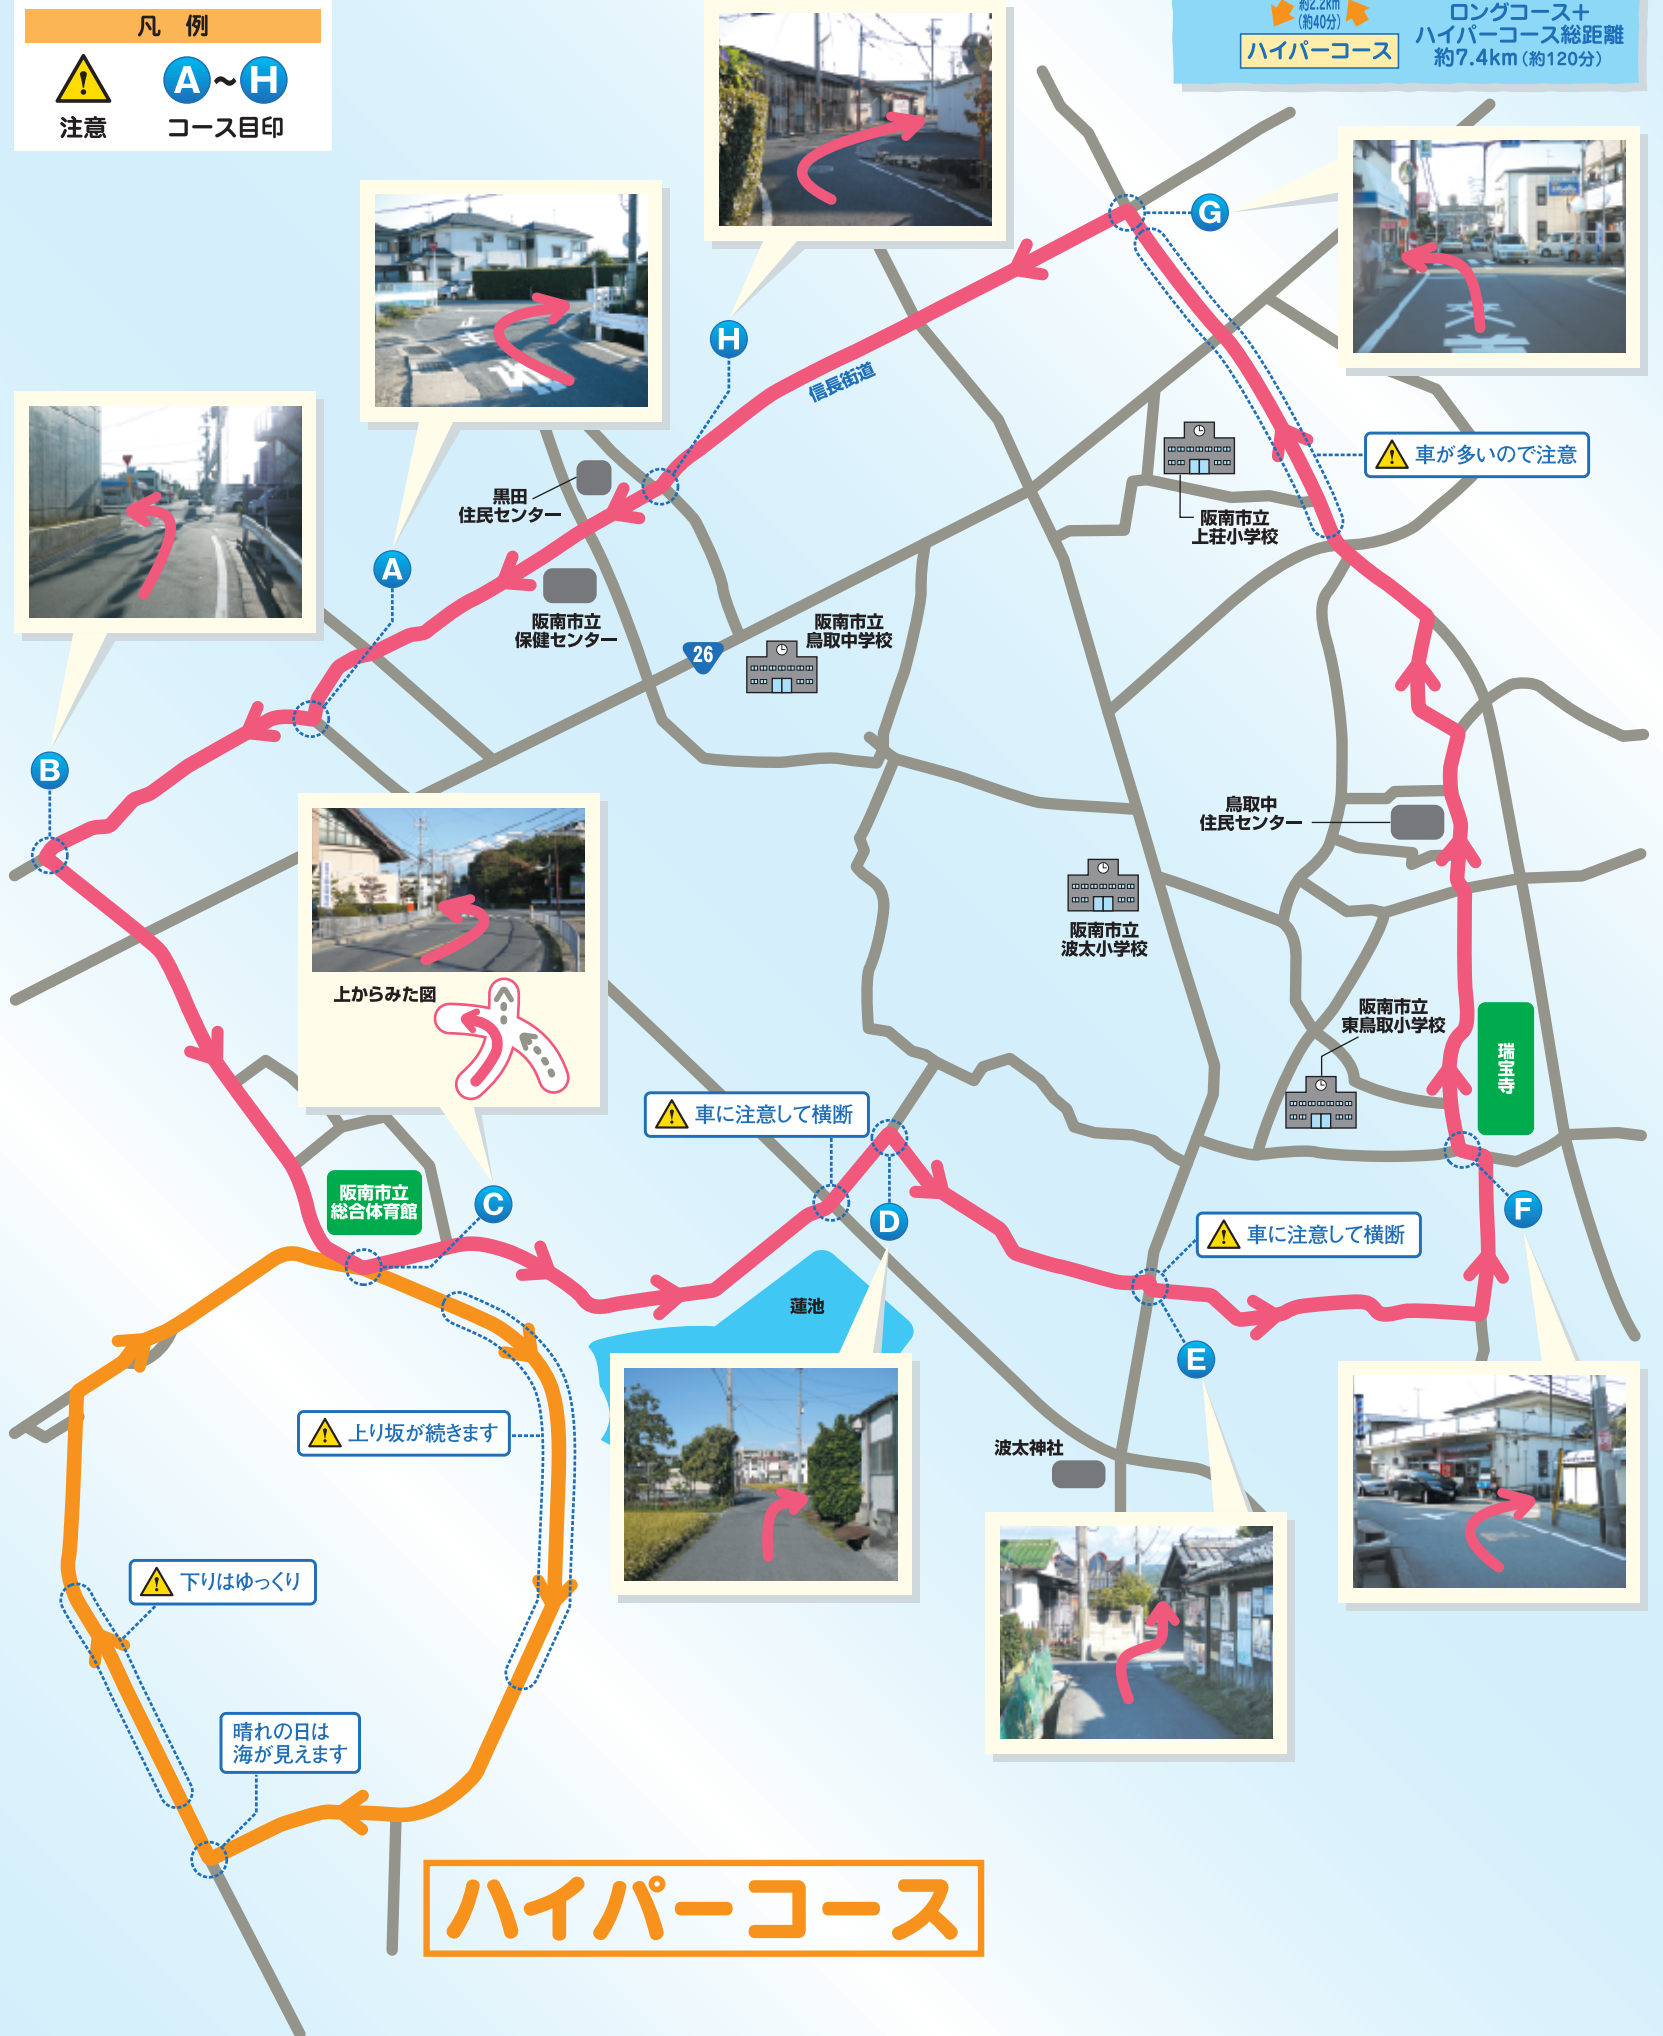 凡 例
注意
A～H
コース目印
約2.2km
(約40分)
ハイパーコース
ロングコース＋
ハイパーコース総距離
約7.4km（約120分）
G
H
信長街道
車が多いので注意
黒田
住民センター
阪南市立
上荘小学校
A
阪南市立
保健センター
阪南市立
鳥取中学校
26
B
鳥取中
住民センター
阪南市立
波太小学校
上からみた図
阪南市立
東鳥取小学校
瑞宝寺
車に注意して横断
阪南市立
総合体育館
C
D
F
車に注意して横断
蓮池
E
上り坂が続きます
波太神社
下りはゆっくり
晴れの日は
海が見えます
ハイパーコース